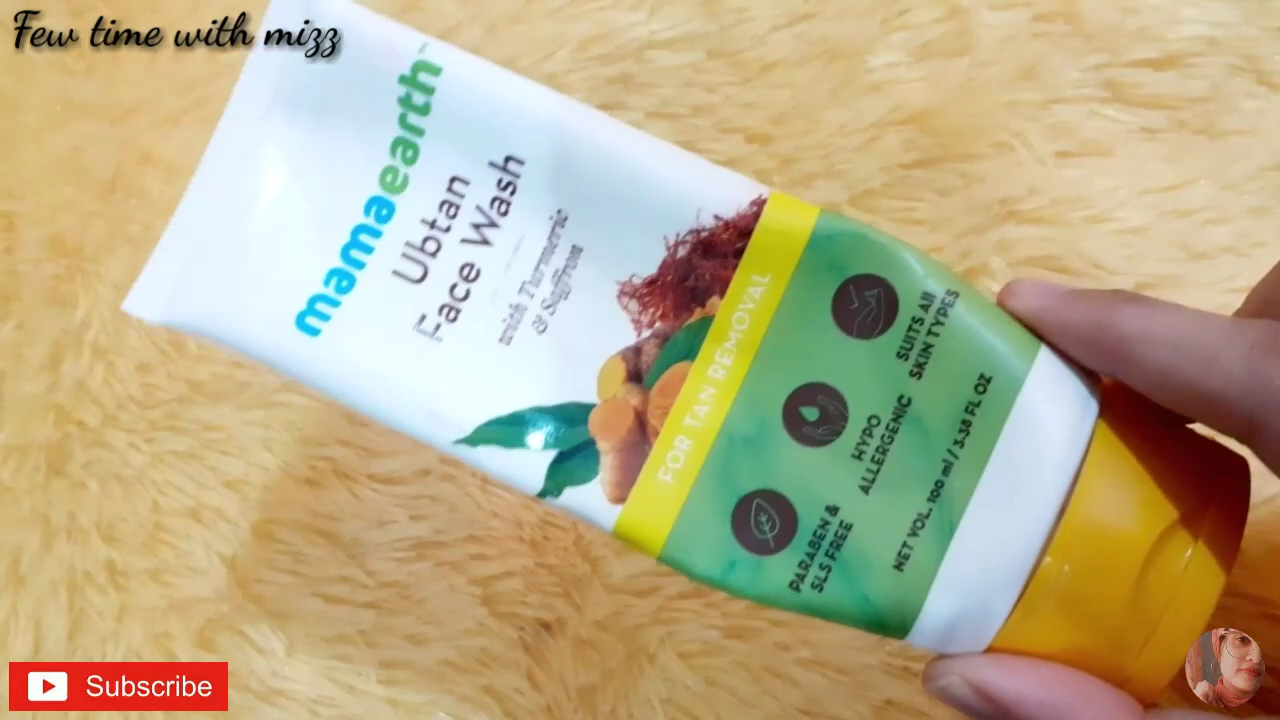 Few time with mizz
mamaearth™
Ubtan
Face Wash
with Turmeric
& Saffron
FOR TAN REMOVAL
SUITS All
SKIN TYPES
HYPO
ALLERGENIC
PARABEN &
SLS FREE
NET VOL. 100 ml / 3.38 FL OZ
Subscribe